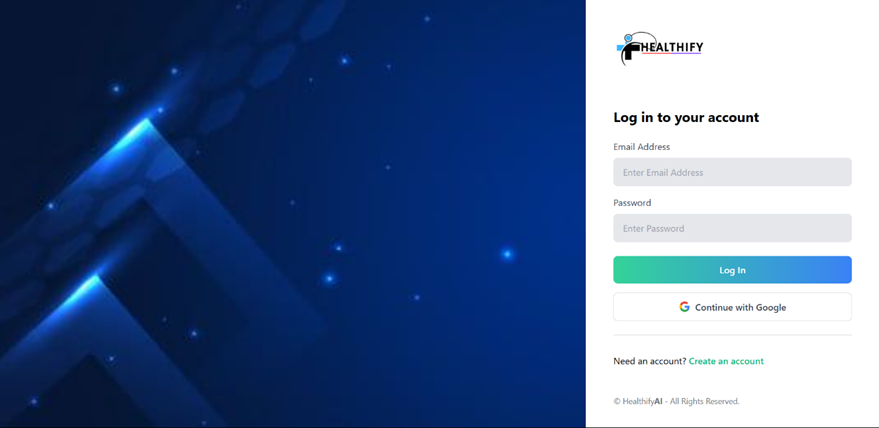 HEALTHIFY
Log in to your account
Email Address
Enter Email Address
Password
Enter Password
Log In
Continue with Google
Need an account? Create an account
© HealthifyAI - All Rights Reserved.